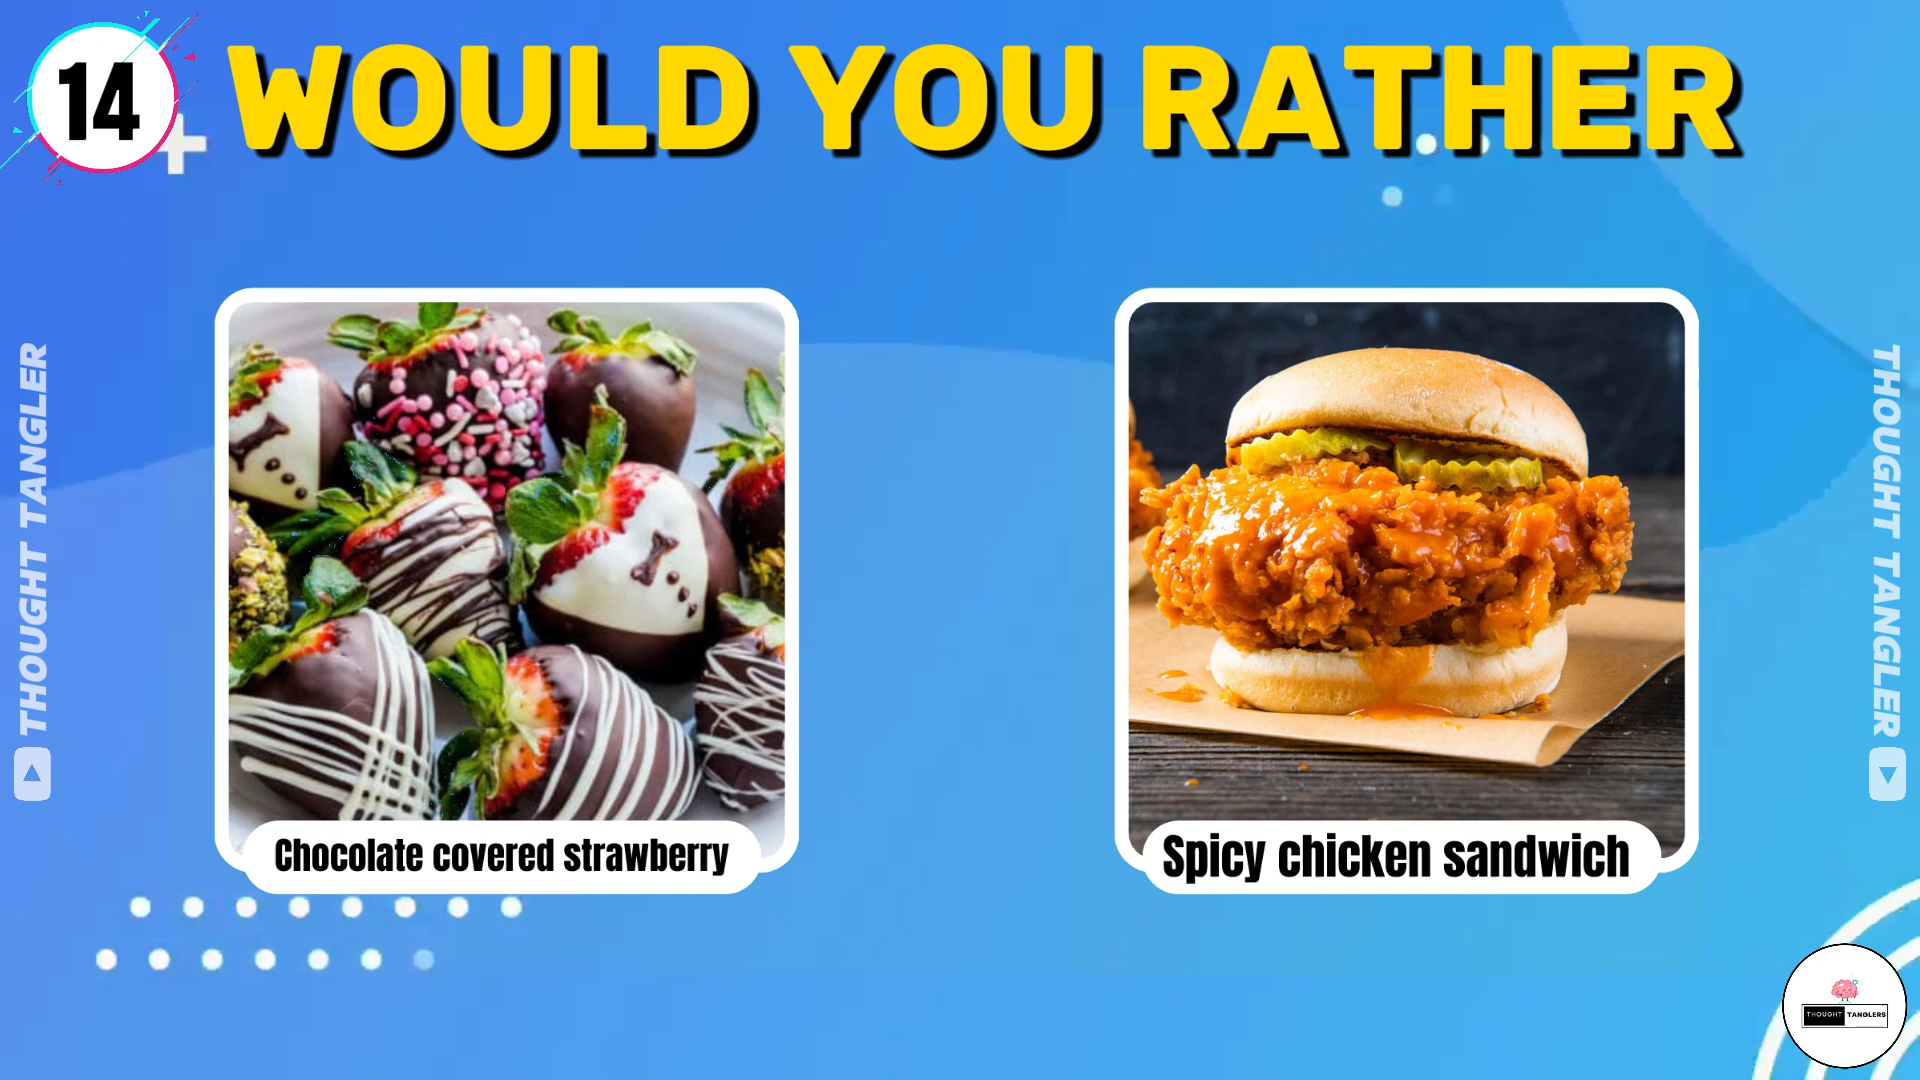 14
WOULD YOU RATHER
THOUGHT TANGLER
THOUGHT TANGLER
Chocolate covered strawberry
Spicy chicken sandwich
THOUGHT TANGLERS